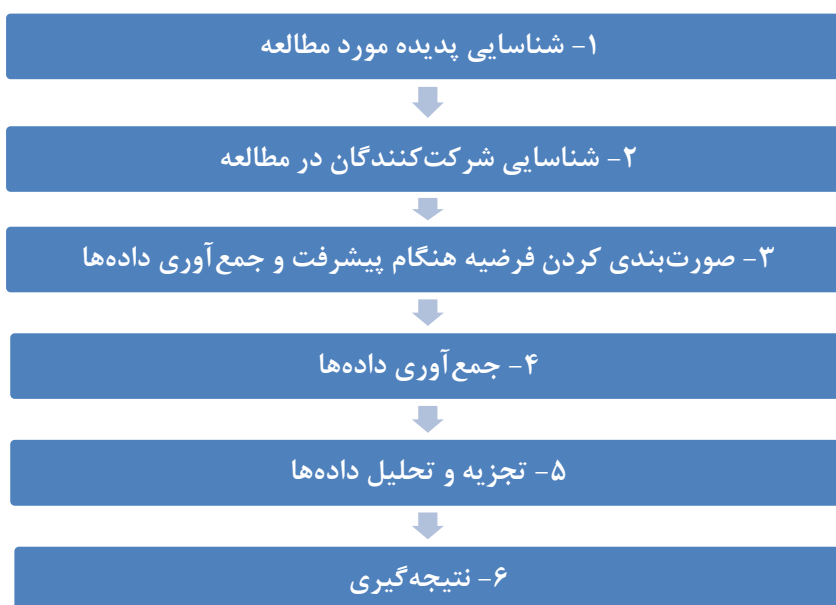 ۱- شناسایی پدیده مورد مطالعه
۲- شناسایی شرکت‌کنندگان در مطالعه
۳- صورت‌بندی کردن فرضیه هنگام پیشرفت و جمع‌آوری داده‌ها
۴- جمع‌آوری داده‌ها
۵- تجزیه و تحلیل داده‌ها
۶- نتیجه‌گیری